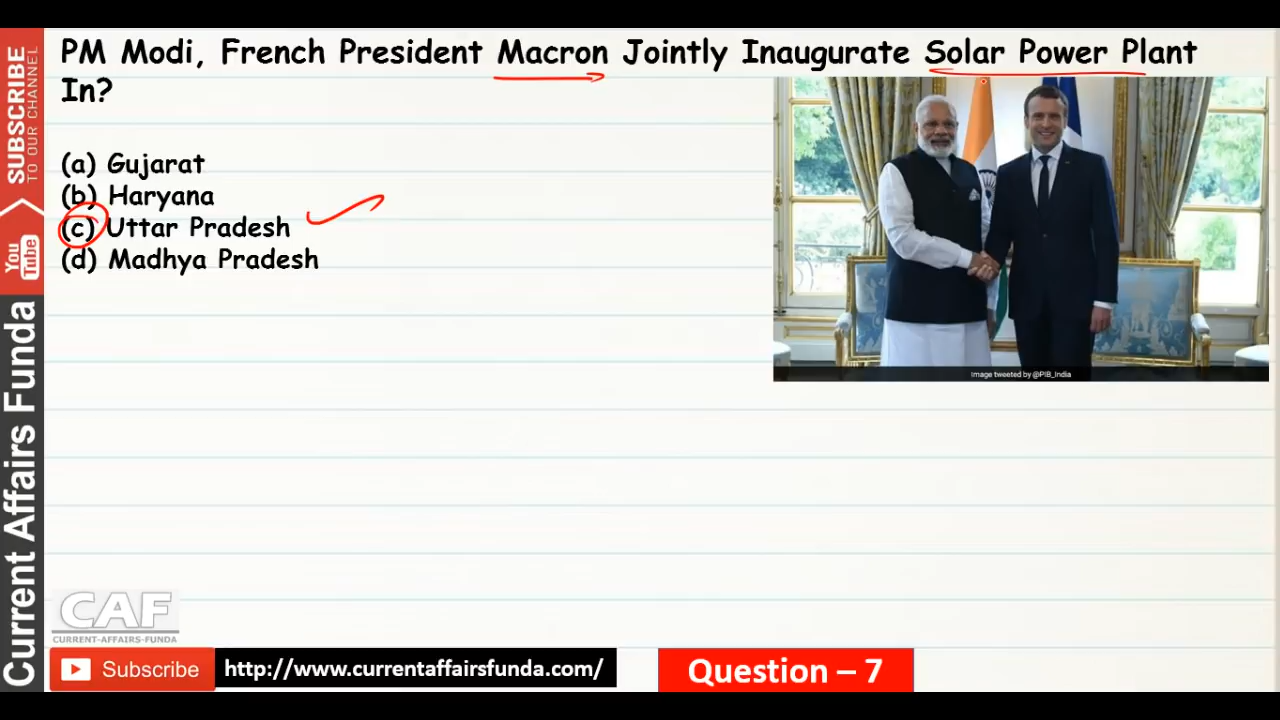 PM Modi, French President Macron Jointly Inaugurate Solar Power Plant
In?
(a) Gujarat
(b) Haryana
(c) Uttar Pradesh
(d) Madhya Pradesh
Image tweeted by @PIB_India
SUBSCRIBE
TO OUR CHANNEL
You
Tube
Current Affairs Funda
CAF
CURRENT-AFFAIRS-FUNDA
Subscribe
http://www.currentaffairsfunda.com/
Question – 7